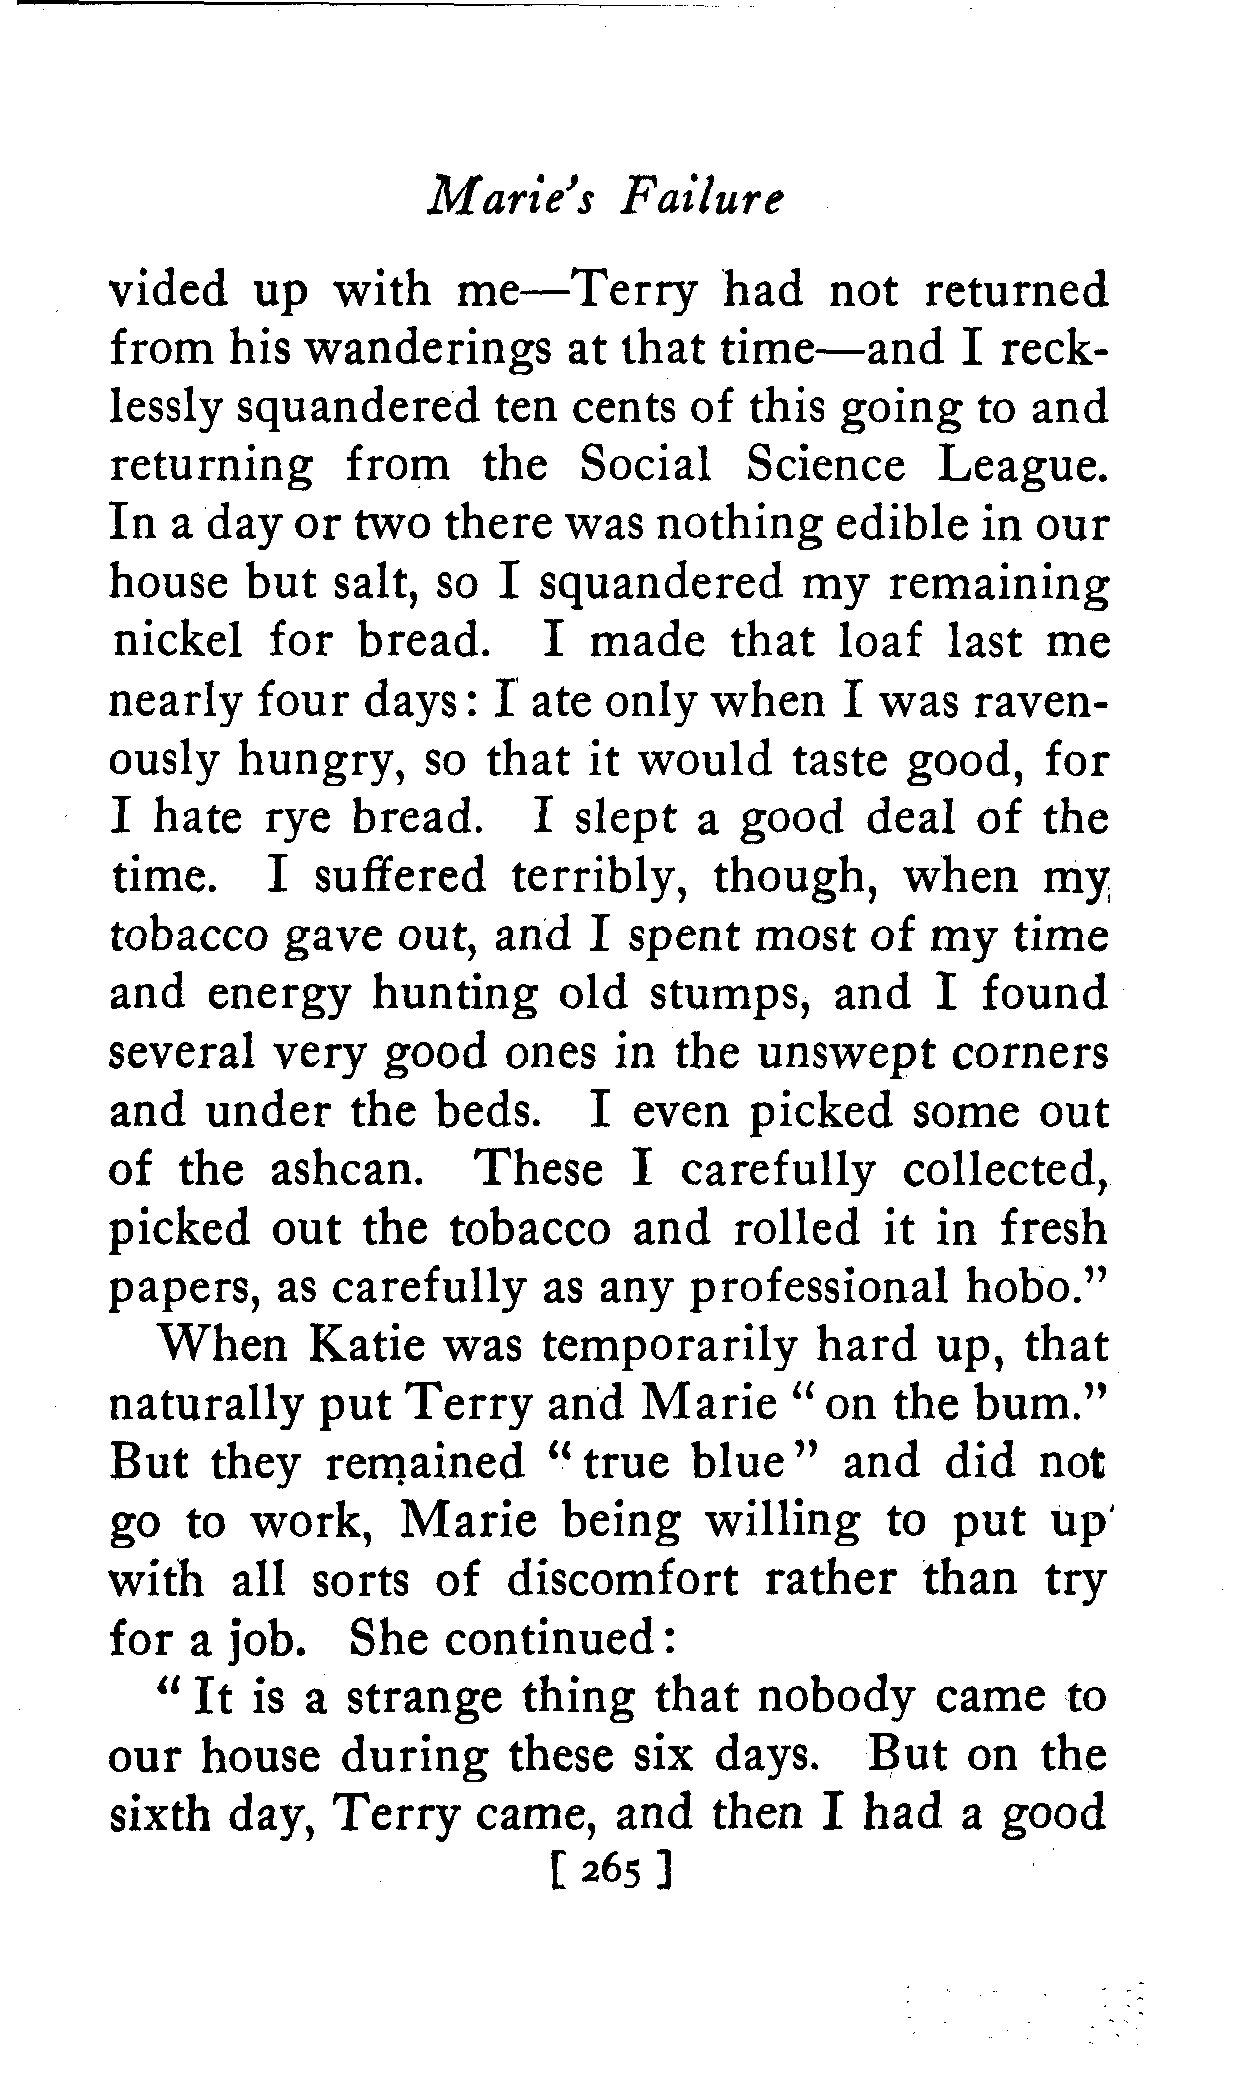 Marie's Failure
vided up with me—Terry had not returned
from his wanderings at that time—and I reck-
lessly squandered ten cents of this going to and
returning from the Social Science League.
In a day or two there was nothing edible in our
house but salt, so I squandered my remaining
nickel for bread. I made that loaf last me
nearly four days: I ate only when I was raven-
ously hungry, so that it would taste good, for
I hate rye bread. I slept a good deal of the
time. I suffered terribly, though, when my
tobacco gave out, and I spent most of my time
and energy hunting old stumps, and I found
several very good ones in the unswept corners
and under the beds. I even picked some out
of the ashcan. These I carefully collected,
picked out the tobacco and rolled it in fresh
papers, as carefully as any professional hobo."
When Katie was temporarily hard up, that
naturally put Terry and Marie "on the bum."
But they remained "true blue" and did not
go to work, Marie being willing to put up
with all sorts of discomfort rather than try
for a job. She continued:
"It is a strange thing that nobody came to
our house during these six days. But on the
sixth day, Terry came, and then I had a good
[ 265 ]